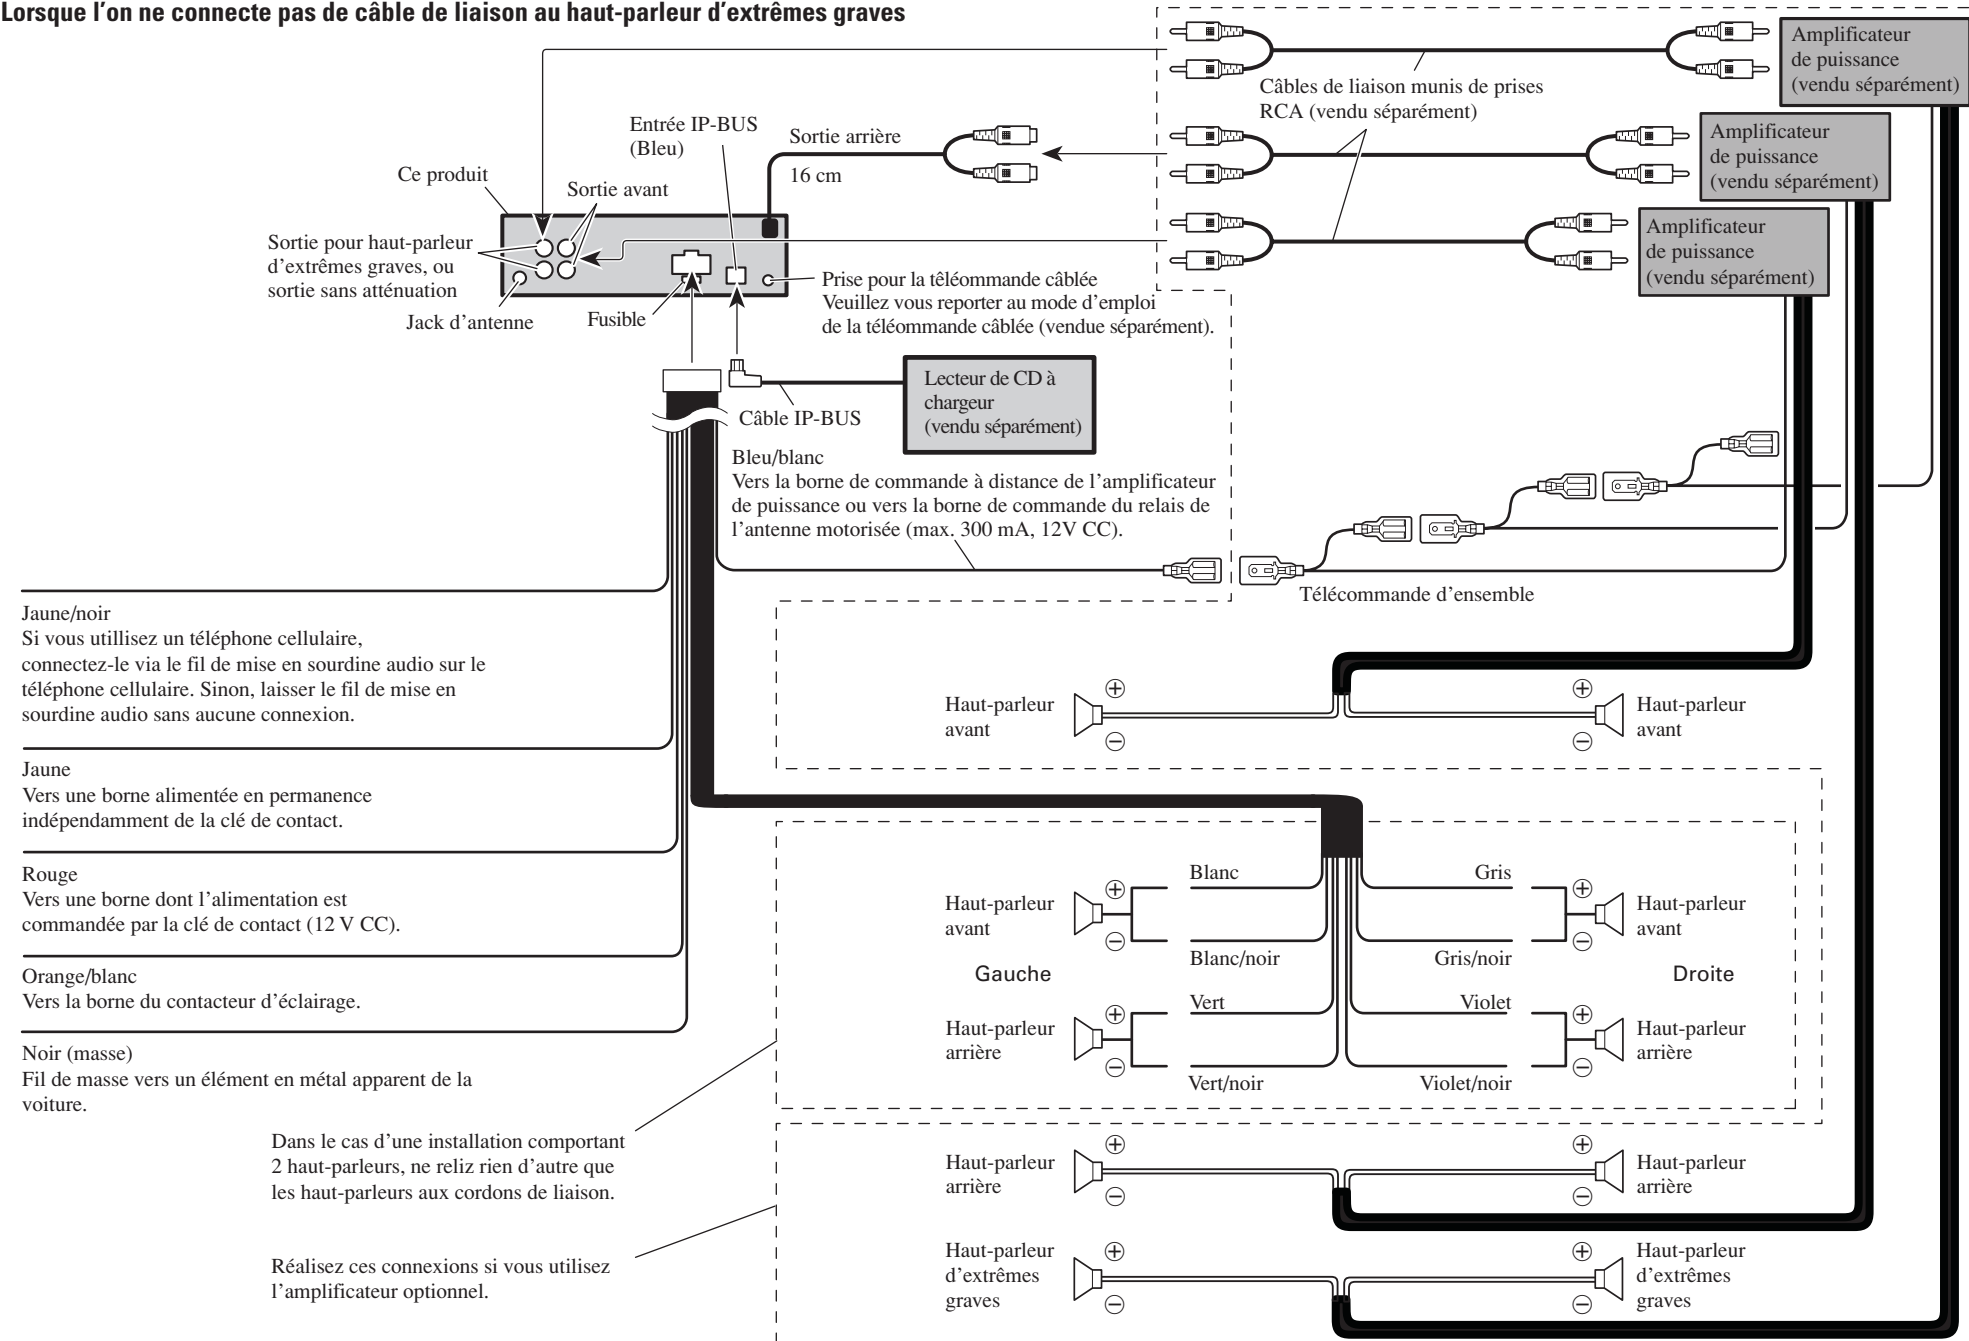 Lorsque l'on ne connecte pas de câble de liaison au haut-parleur d'extrêmes graves
Amplificateur
de puissance
(vendu séparément)
Câbles de liaison munis de prises
RCA (vendu séparément)
Entrée IP-BUS
(Bleu)
Sortie arrière
16 cm
Amplificateur
de puissance
(vendu séparément)
Ce produit
Sortie avant
Amplificateur
de puissance
(vendu séparément)
Sortie pour haut-parleur
d'extrêmes graves, ou
sortie sans atténuation
Prise pour la téléommande câblée
Veuillez vous reporter au mode d'emploi
de la téléommande câblée (vendue séparément).
Jack d'antenne
Fusible
Lecteur de CD à
chargeur
(vendu séparément)
Câble IP-BUS
Bleu/blanc
Vers la borne de commande à distance de l'amplificateur
de puissance ou vers la borne de commande du relais de
l'antenne motorisée (max. 300 mA, 12V CC).
Télécommande d'ensemble
Jaune/noir
Si vous utillisez un téléphone cellulaire,
connectez-le via le fil de mise en sourdine audio sur le
téléphone cellulaire. Sinon, laisser le fil de mise en
sourdine audio sans aucune connexion.
Haut-parleur
avant
⊕
⊖
⊕
⊖
Haut-parleur
avant
Jaune
Vers une borne alimentée en permanence
indépendamment de la clé de contact.
Rouge
Vers une borne dont l'alimentation est
commandée par la clé de contact (12 V CC).
Orange/blanc
Vers la borne du contacteur d'éclairage.
Noir (masse)
Fil de masse vers un élément en métal apparent de la
voiture.
Haut-parleur
avant
⊕
⊖
Blanc
Blanc/noir
Gris
Gris/noir
⊕
⊖
Haut-parleur
avant
Gauche
Droite
Haut-parleur
arrière
⊕
⊖
Vert
Vert/noir
Violet
Violet/noir
⊕
⊖
Haut-parleur
arrière
Dans le cas d'une installation comportant
2 haut-parleurs, ne reliz rien d'autre que
les haut-parleurs aux cordons de liaison.
Haut-parleur
arrière
⊕
⊖
⊕
⊖
Haut-parleur
arrière
Réalisez ces connexions si vous utilisez
l'amplificateur optionnel.
Haut-parleur
d'extrêmes
graves
⊕
⊖
⊕
⊖
Haut-parleur
d'extrêmes
graves